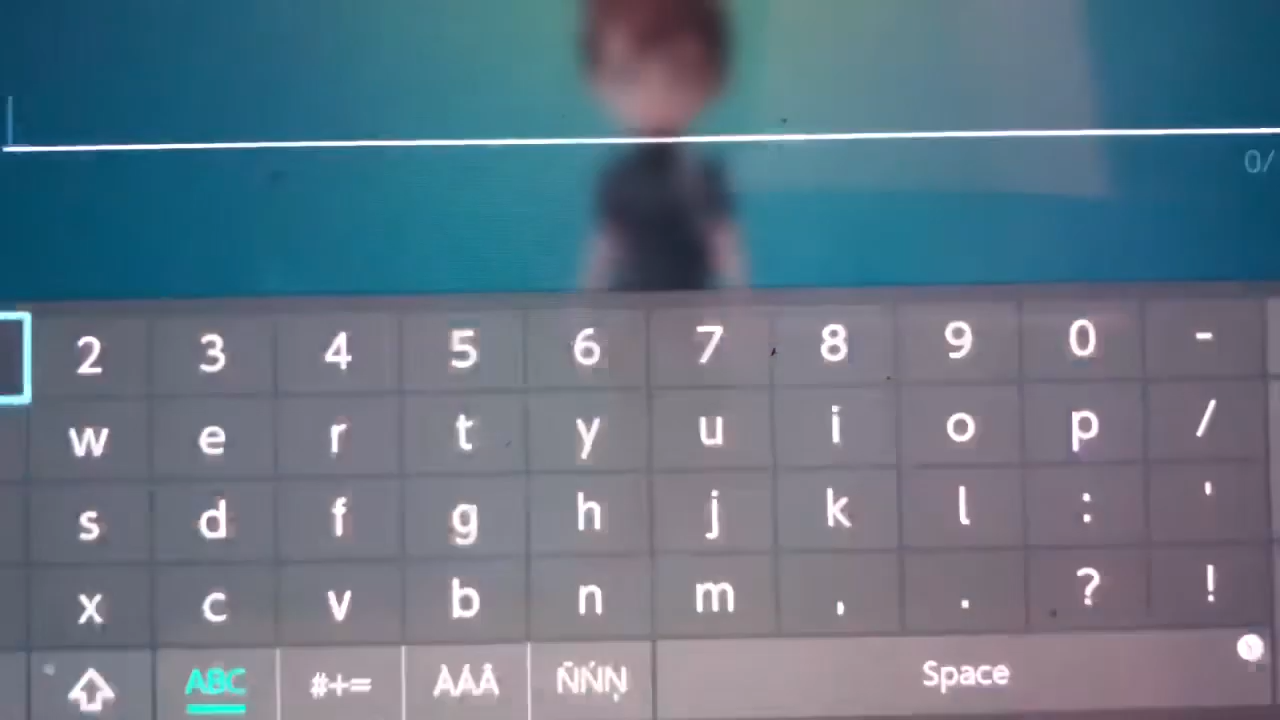 0/
2 3 4 5 6 7 8 9 0 -
w e r t y u i o p /
s d f g h j k l : '
x c v b n m , . ? !
ABC #+= ÀÁÂ ÑŃŅ Space